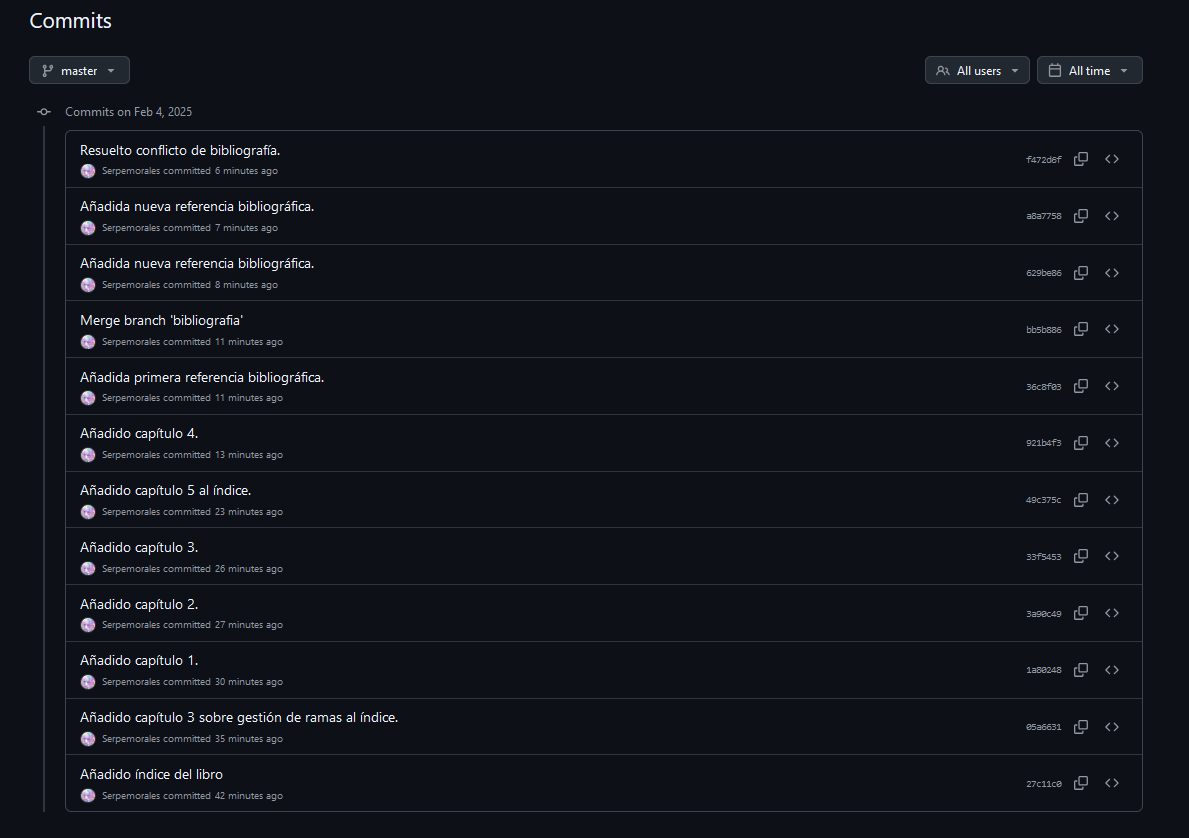 Commits
master
All users
All time
Commits on Feb 4, 2025
Resuelto conflicto de bibliografía.
Serpemorales committed 6 minutes ago
f472d6f
Añadida nueva referencia bibliográfica.
Serpemorales committed 7 minutes ago
a8a7758
Añadida nueva referencia bibliográfica.
Serpemorales committed 8 minutes ago
629be86
Merge branch 'bibliografia'
Serpemorales committed 11 minutes ago
bb5b886
Añadida primera referencia bibliográfica.
Serpemorales committed 11 minutes ago
36c8f03
Añadido capítulo 4.
Serpemorales committed 13 minutes ago
921b4f3
Añadido capítulo 5 al índice.
Serpemorales committed 23 minutes ago
49c375c
Añadido capítulo 3.
Serpemorales committed 26 minutes ago
33f5453
Añadido capítulo 2.
Serpemorales committed 27 minutes ago
3a90c49
Añadido capítulo 1.
Serpemorales committed 30 minutes ago
1a80248
Añadido capítulo 3 sobre gestión de ramas al índice.
Serpemorales committed 35 minutes ago
05a6631
Añadido índice del libro
Serpemorales committed 42 minutes ago
27c11c0